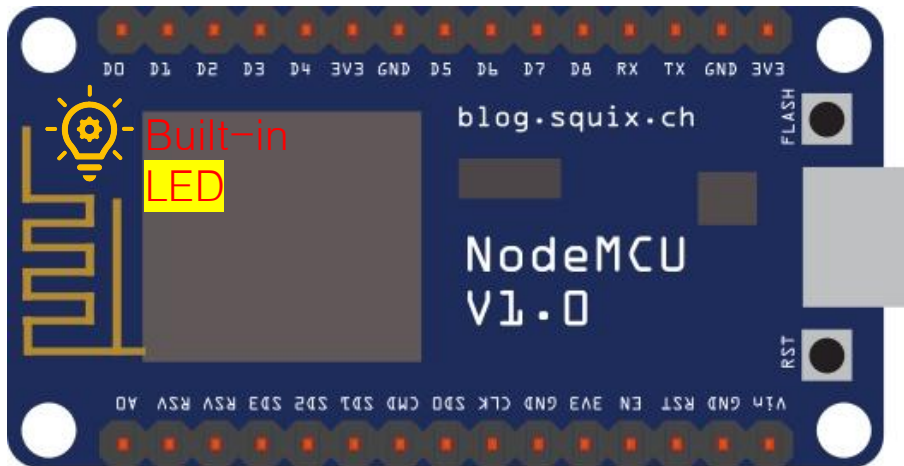 D0 D1 D2 D3 D4 3V3 GND D5 D6 D7 D8 RX TX GND 3V3
FLASH
blog.squix.ch
Built-in
LED
NodeMCU
V1.0
RST
A0 RSV RSV SD3 SD2 SD1 CMD SD0 CLK GND 3V3 EN RST GND Vin